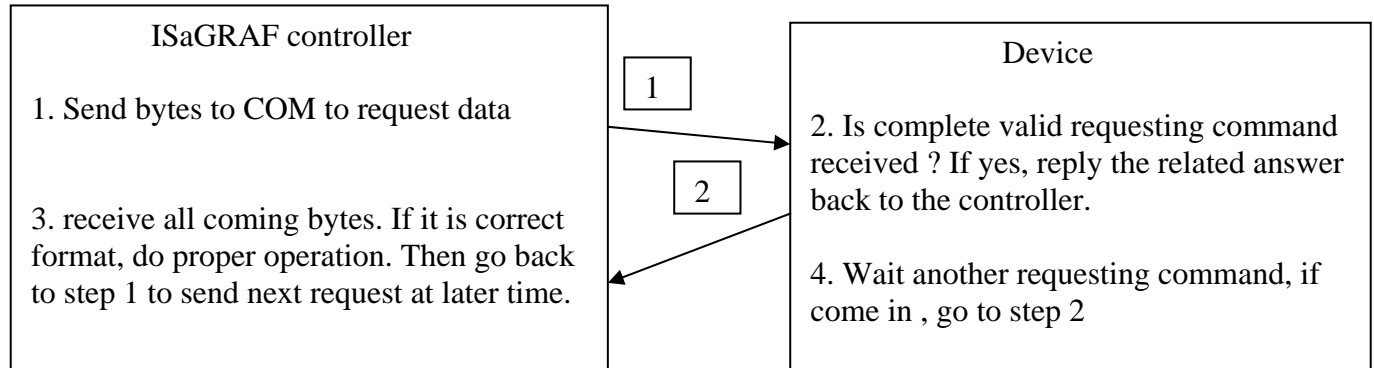 ISaGRAF controller
1. Send bytes to COM to request data
3. receive all coming bytes. If it is correct
format, do proper operation. Then go back
to step 1 to send next request at later time.
1
2
Device
2. Is complete valid requesting command
received ? If yes, reply the related answer
back to the controller.
4. Wait another requesting command, if
come in , go to step 2